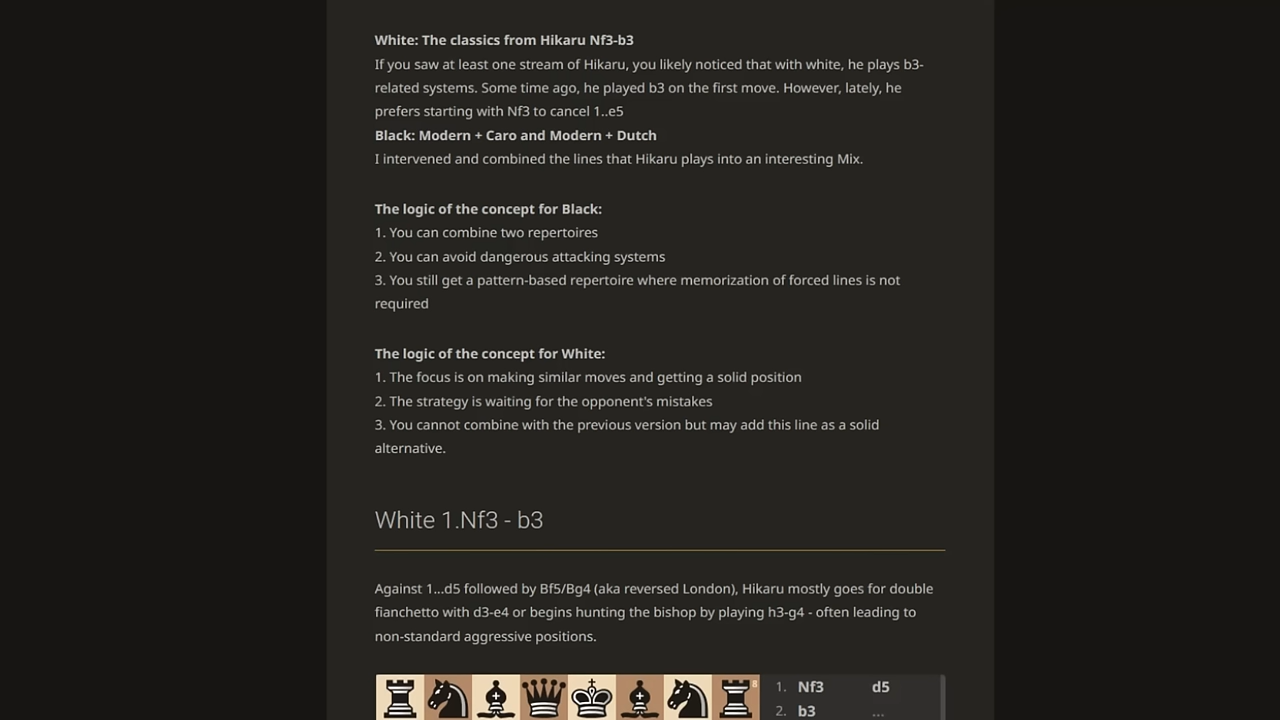 White: The classics from Hikaru Nf3-b3
If you saw at least one stream of Hikaru, you likely noticed that with white, he plays b3-
related systems. Some time ago, he played b3 on the first move. However, lately, he
prefers starting with Nf3 to cancel 1..e5
Black: Modern + Caro and Modern + Dutch
I intervened and combined the lines that Hikaru plays into an interesting Mix.
The logic of the concept for Black:
1. You can combine two repertoires
2. You can avoid dangerous attacking systems
3. You still get a pattern-based repertoire where memorization of forced lines is not
required
The logic of the concept for White:
1. The focus is on making similar moves and getting a solid position
2. The strategy is waiting for the opponent's mistakes
3. You cannot combine with the previous version but may add this line as a solid
alternative.
White 1.Nf3 - b3
Against 1...d5 followed by Bf5/Bg4 (aka reversed London), Hikaru mostly goes for double
fianchetto with d3-e4 or begins hunting the bishop by playing h3-g4 - often leading to
non-standard aggressive positions.
8
1. Nf3 d5
2. b3 ...